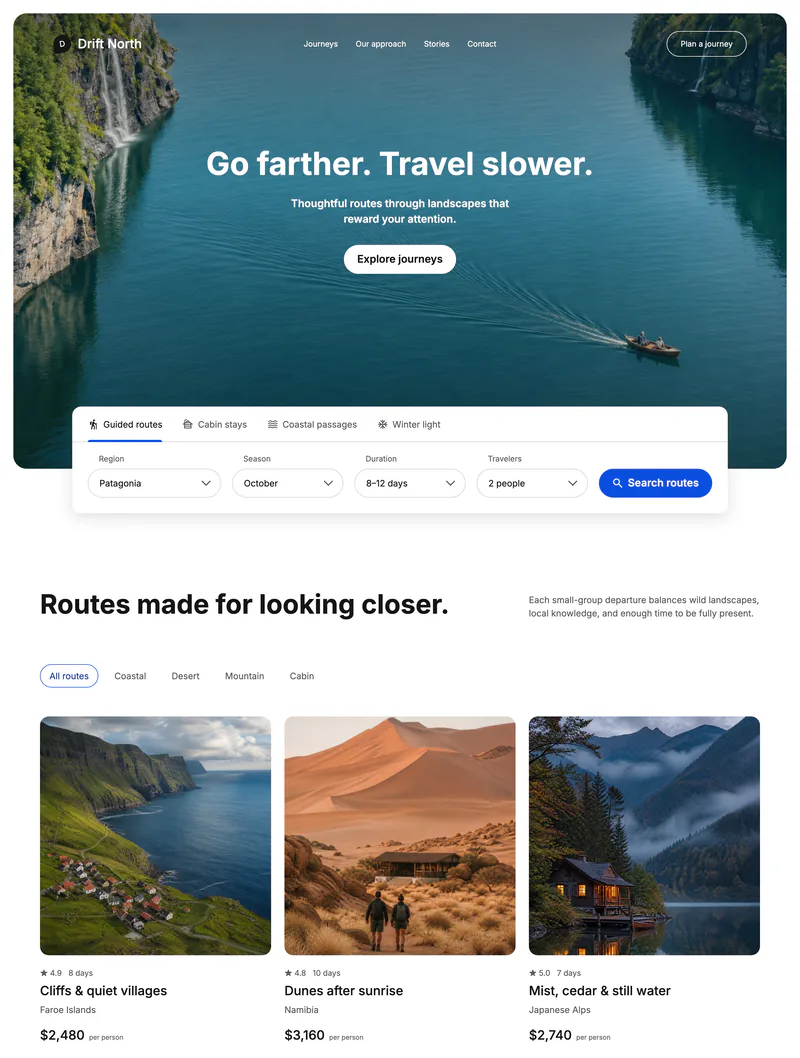 D Drift North
Journeys Our approach Stories Contact
Plan a journey
Go farther. Travel slower.
Thoughtful routes through landscapes that
reward your attention.
Explore journeys
Guided routes Cabin stays Coastal passages Winter light
Region Season Duration Travelers
Patagonia October 8–12 days 2 people Search routes
Routes made for looking closer.
Each small-group departure balances wild landscapes,
local knowledge, and enough time to be fully present.
All routes Coastal Desert Mountain Cabin
★ 4.9 8 days
Cliffs & quiet villages
Faroe Islands
$2,480 per person
★ 4.8 10 days
Dunes after sunrise
Namibia
$3,160 per person
★ 5.0 7 days
Mist, cedar & still water
Japanese Alps
$2,740 per person